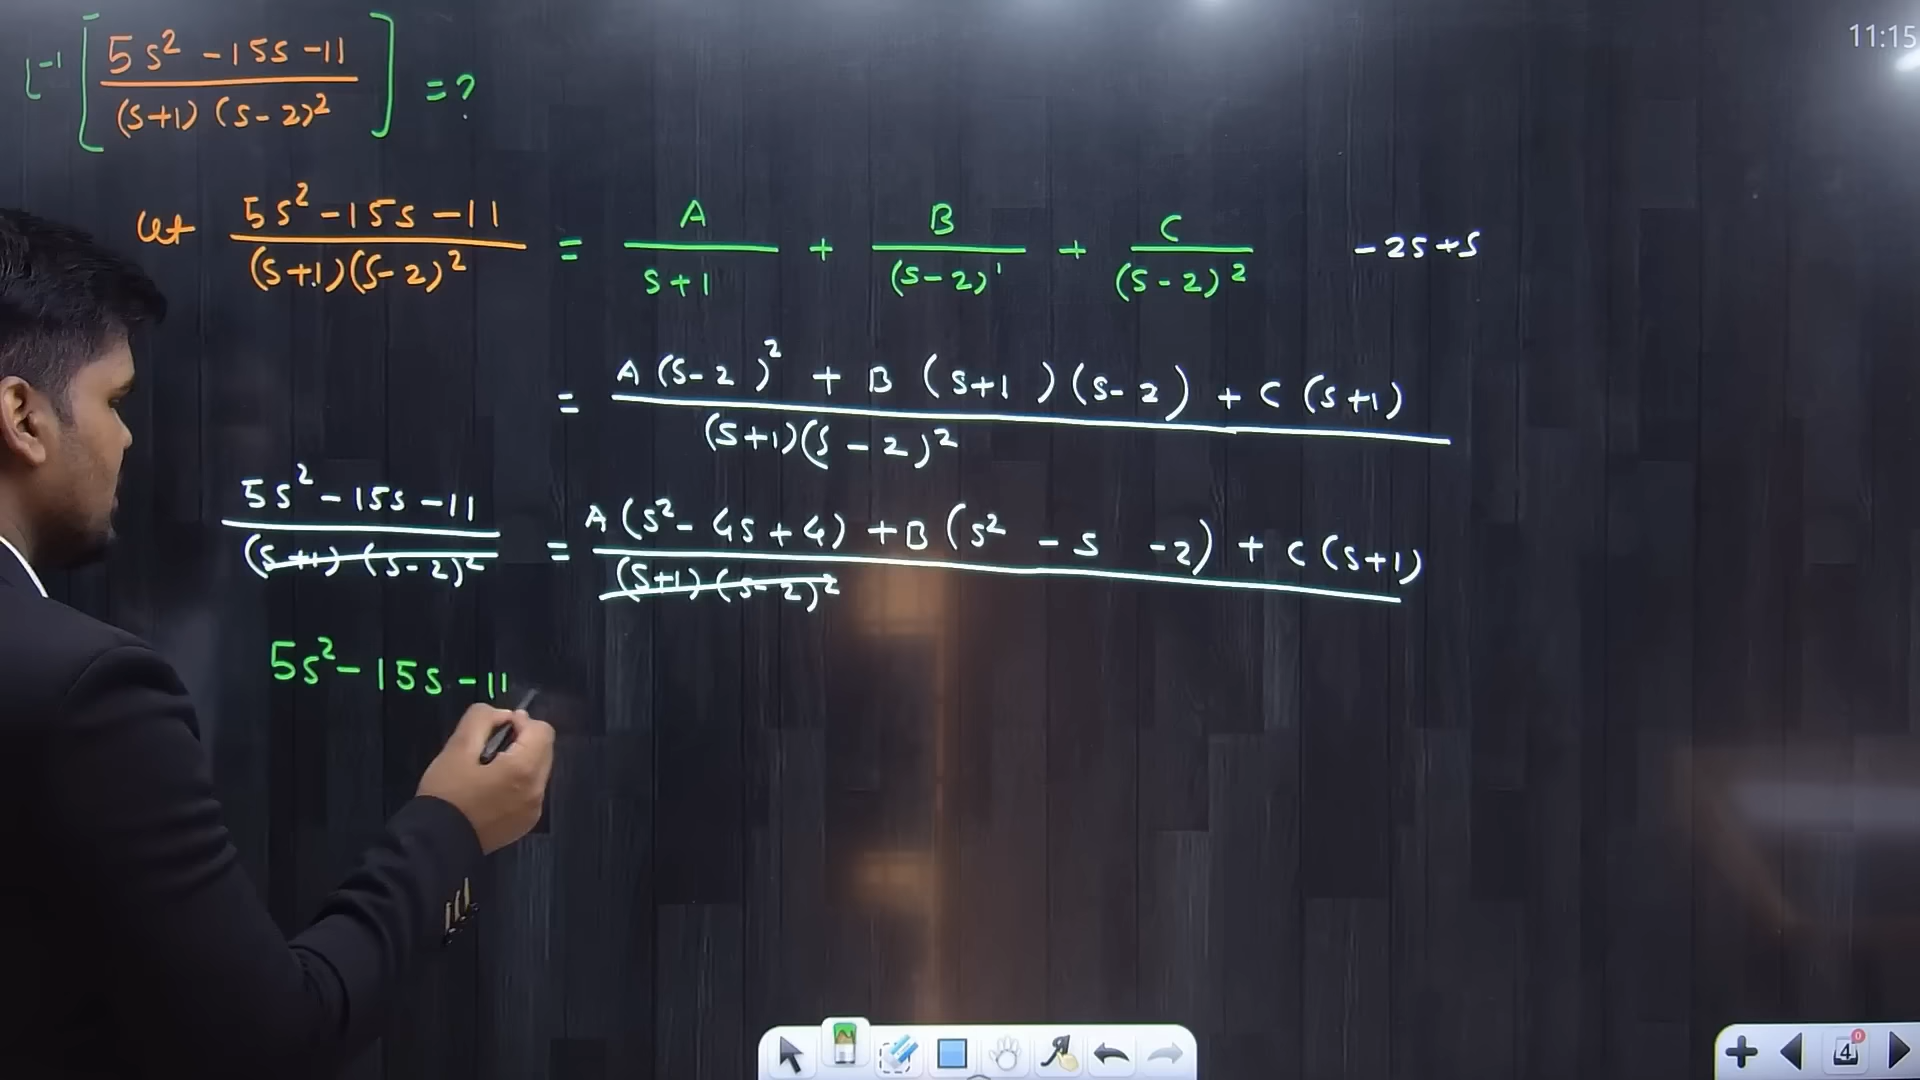 11:15
L⁻¹ [ (5s² - 15s - 11) / ((s+1) (s-2)²) ] = ?
Let (5s² - 15s - 11) / ((s+1)(s-2)²) = A / (s+1) + B / (s-2)¹ + C / (s-2)² -2s+s
= (A(s-2)² + B(s+1)(s-2) + C(s+1)) / ((s+1)(s-2)²)
(5s² - 15s - 11) / ((s+1)(s-2)²) = (A(s² - 4s + 4) + B(s² - s - 2) + C(s+1)) / ((s+1)(s-2)²)
5s² - 15s - 11
4
0